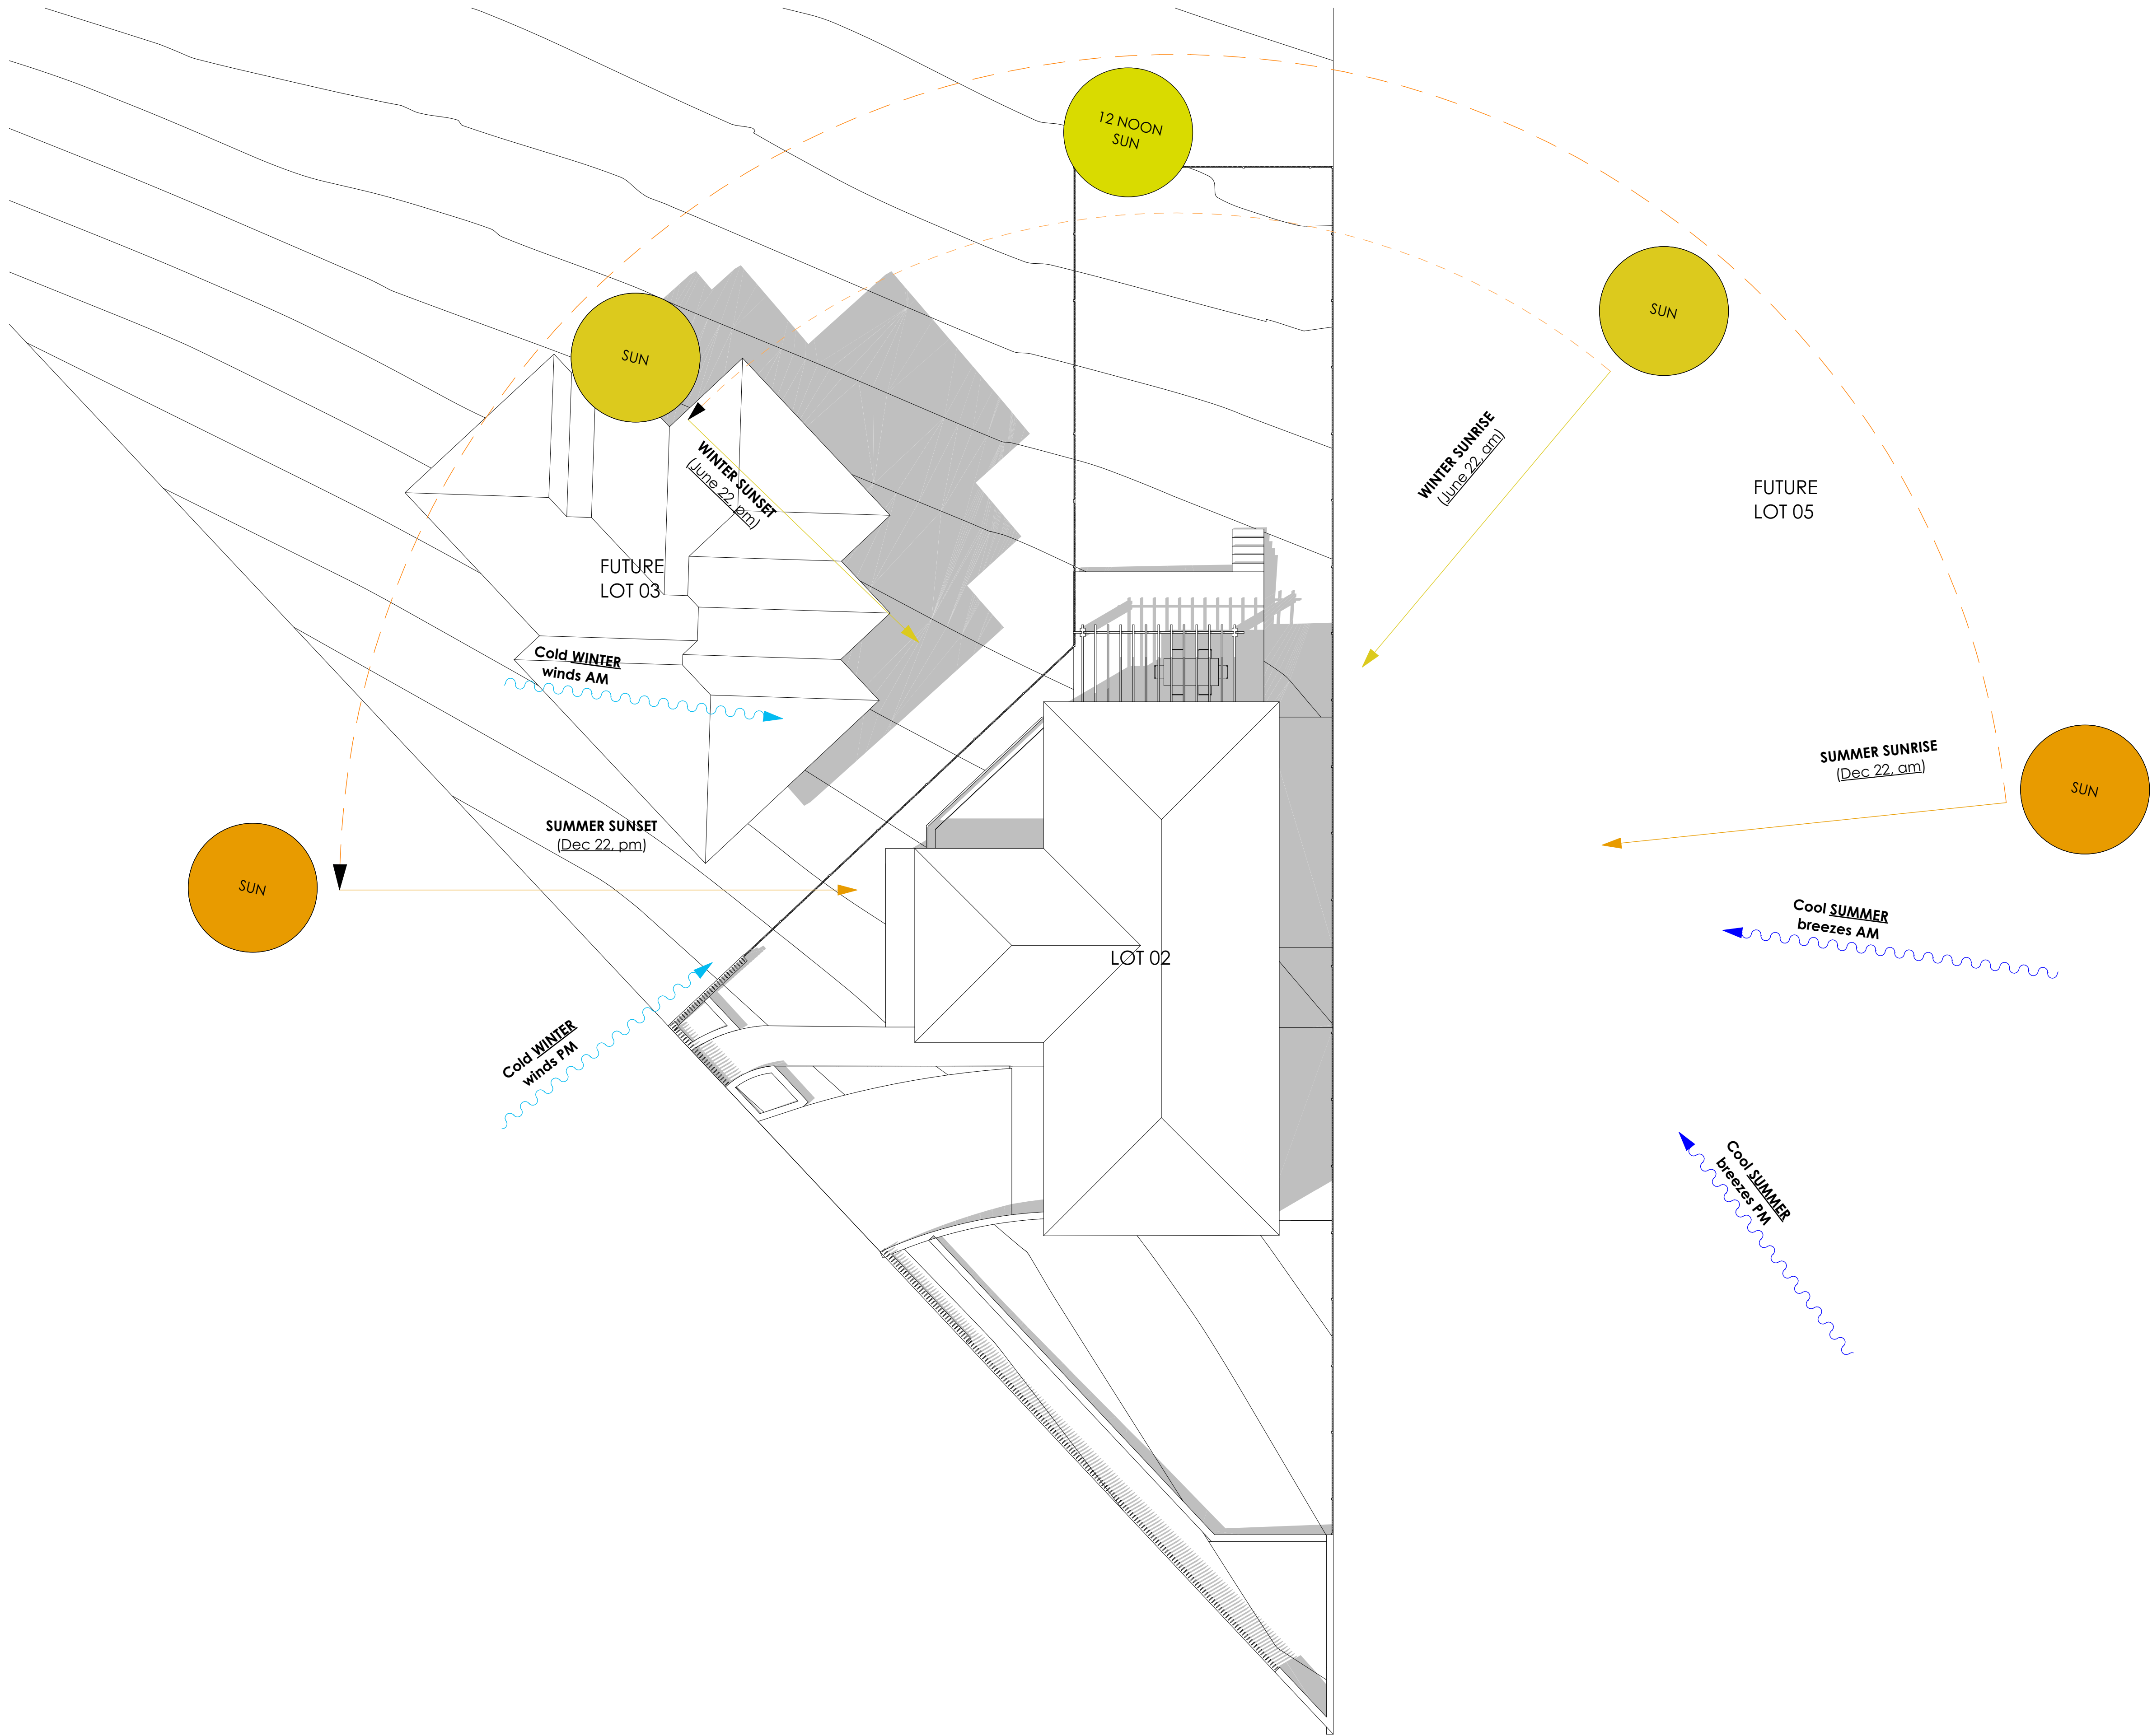 12 NOON
SUN
SUN
SUN
WINTER SUNRISE
(June 22, am)
WINTER SUNSET
(June 22, pm)
FUTURE
LOT 05
FUTURE
LOT 03
Cold WINTER
winds AM
SUMMER SUNRISE
(Dec 22, am)
SUN
SUMMER SUNSET
(Dec 22, pm)
SUN
Cool SUMMER
breezes AM
LOT 02
Cold WINTER
winds PM
Cool SUMMER
breezes PM